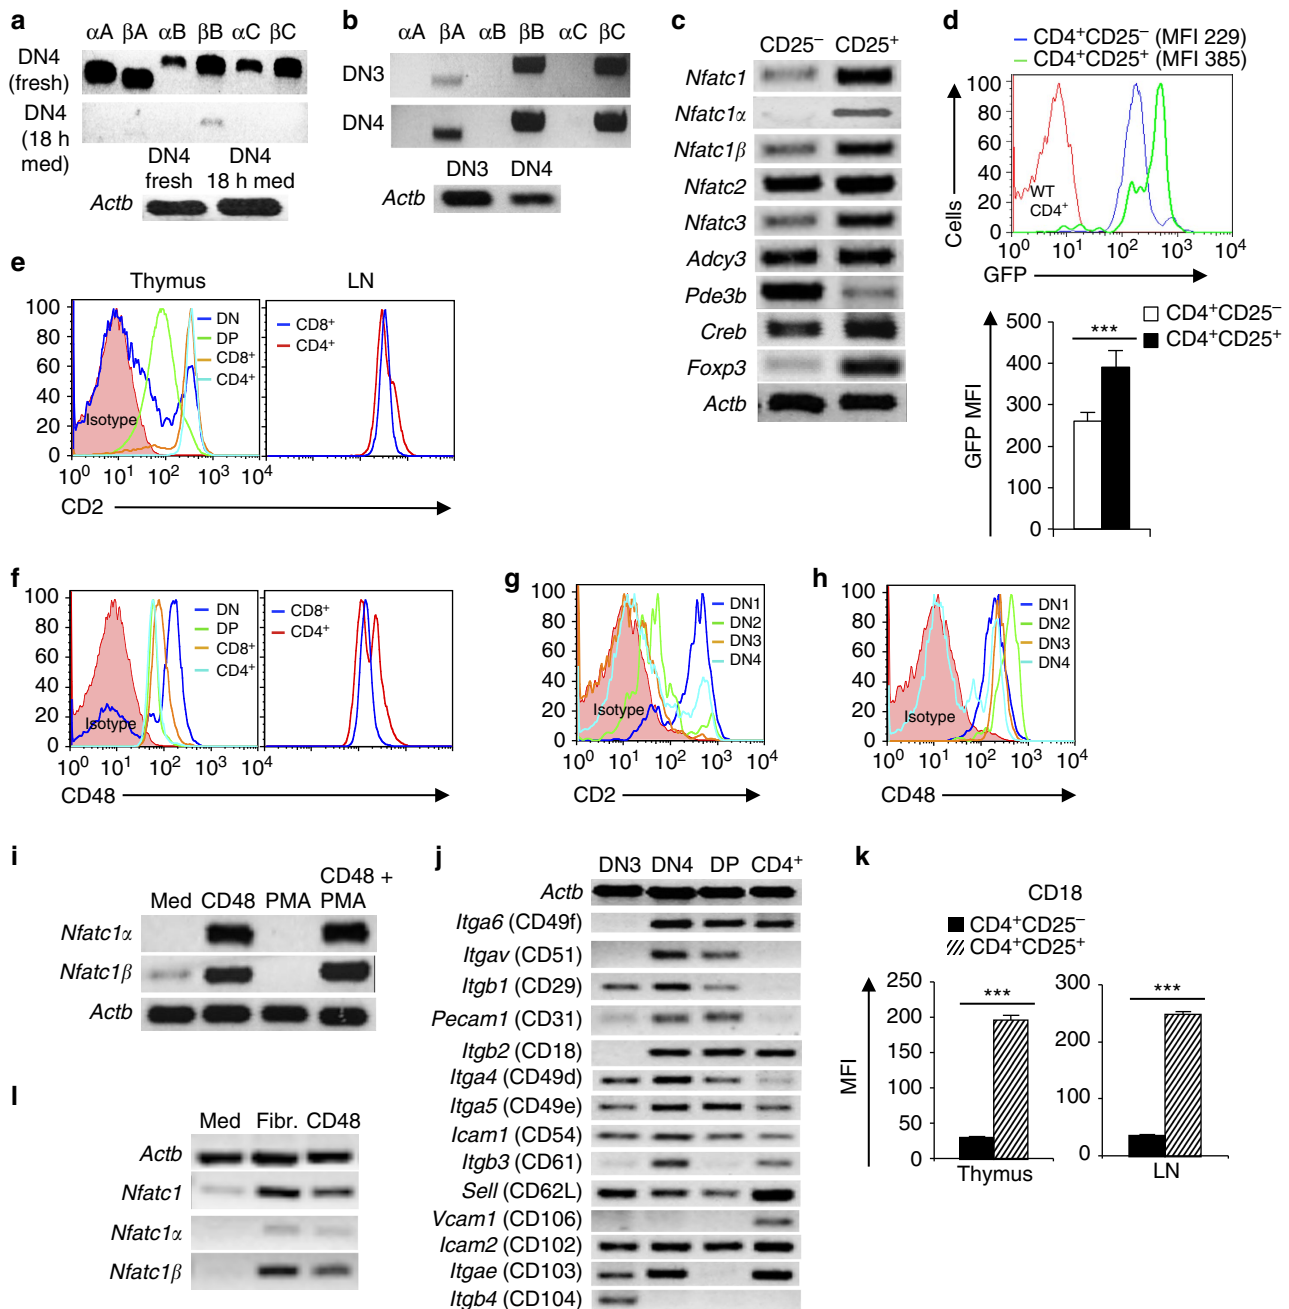 a
αA βA αB βB αC βC
DN4
(fresh)
DN4
(18 h
med)
DN4
fresh
DN4
18 h med
Actb
b
αA βA αB βB αC βC
DN3
DN4
DN3 DN4
Actb
c
CD25⁻ CD25⁺
Nfatc1
Nfatc1α
Nfatc1β
Nfatc2
Nfatc3
Adcy3
Pde3b
Creb
Foxp3
Actb
d
CD4⁺CD25⁻ (MFI 229)
CD4⁺CD25⁺ (MFI 385)
100
80
60
40
20
0
Cells
WT
CD4⁺
10⁰ 10¹ 10² 10³ 10⁴
GFP
CD4⁺CD25⁻
CD4⁺CD25⁺
***
500
400
300
200
100
0
GFP MFI
e
Thymus LN
100
80
60
40
20
0
DN
DP
CD8⁺
CD4⁺
Isotype
CD8⁺
CD4⁺
10⁰ 10¹ 10² 10³ 10⁴
CD2
f
100
80
60
40
20
0
DN
DP
CD8⁺
CD4⁺
Isotype
CD8⁺
CD4⁺
10⁰ 10¹ 10² 10³ 10⁴
CD48
g
100
80
60
40
20
0
DN1
DN2
DN3
DN4
Isotype
10⁰ 10¹ 10² 10³ 10⁴
CD2
h
100
80
60
40
20
0
DN1
DN2
DN3
DN4
Isotype
10⁰ 10¹ 10² 10³ 10⁴
CD48
i
Med CD48 PMA CD48 +
PMA
Nfatc1α
Nfatc1β
Actb
j
DN3 DN4 DP CD4⁺
Actb
Itga6 (CD49f)
Itgav (CD51)
Itgb1 (CD29)
Pecam1 (CD31)
Itgb2 (CD18)
Itga4 (CD49d)
Itga5 (CD49e)
Icam1 (CD54)
Itgb3 (CD61)
Sell (CD62L)
Vcam1 (CD106)
Icam2 (CD102)
Itgae (CD103)
Itgb4 (CD104)
k
CD18
CD4⁺CD25⁻
CD4⁺CD25⁺
MFI
250
200
150
100
50
0
***
Thymus
300
200
100
0
***
LN
l
Med Fibr. CD48
Actb
Nfatc1
Nfatc1α
Nfatc1β